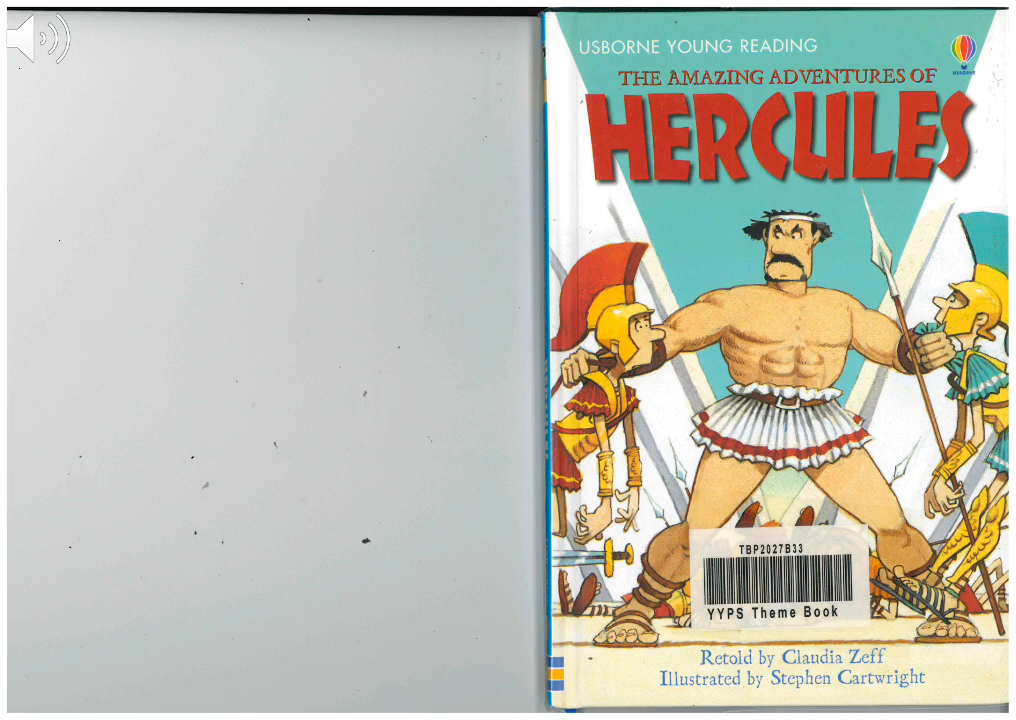 USBORNE YOUNG READING
USBORNE
THE AMAZING ADVENTURES OF
HERCULES
TBP2027B33
YYPS Theme Book
Retold by Claudia Zeff
Illustrated by Stephen Cartwright